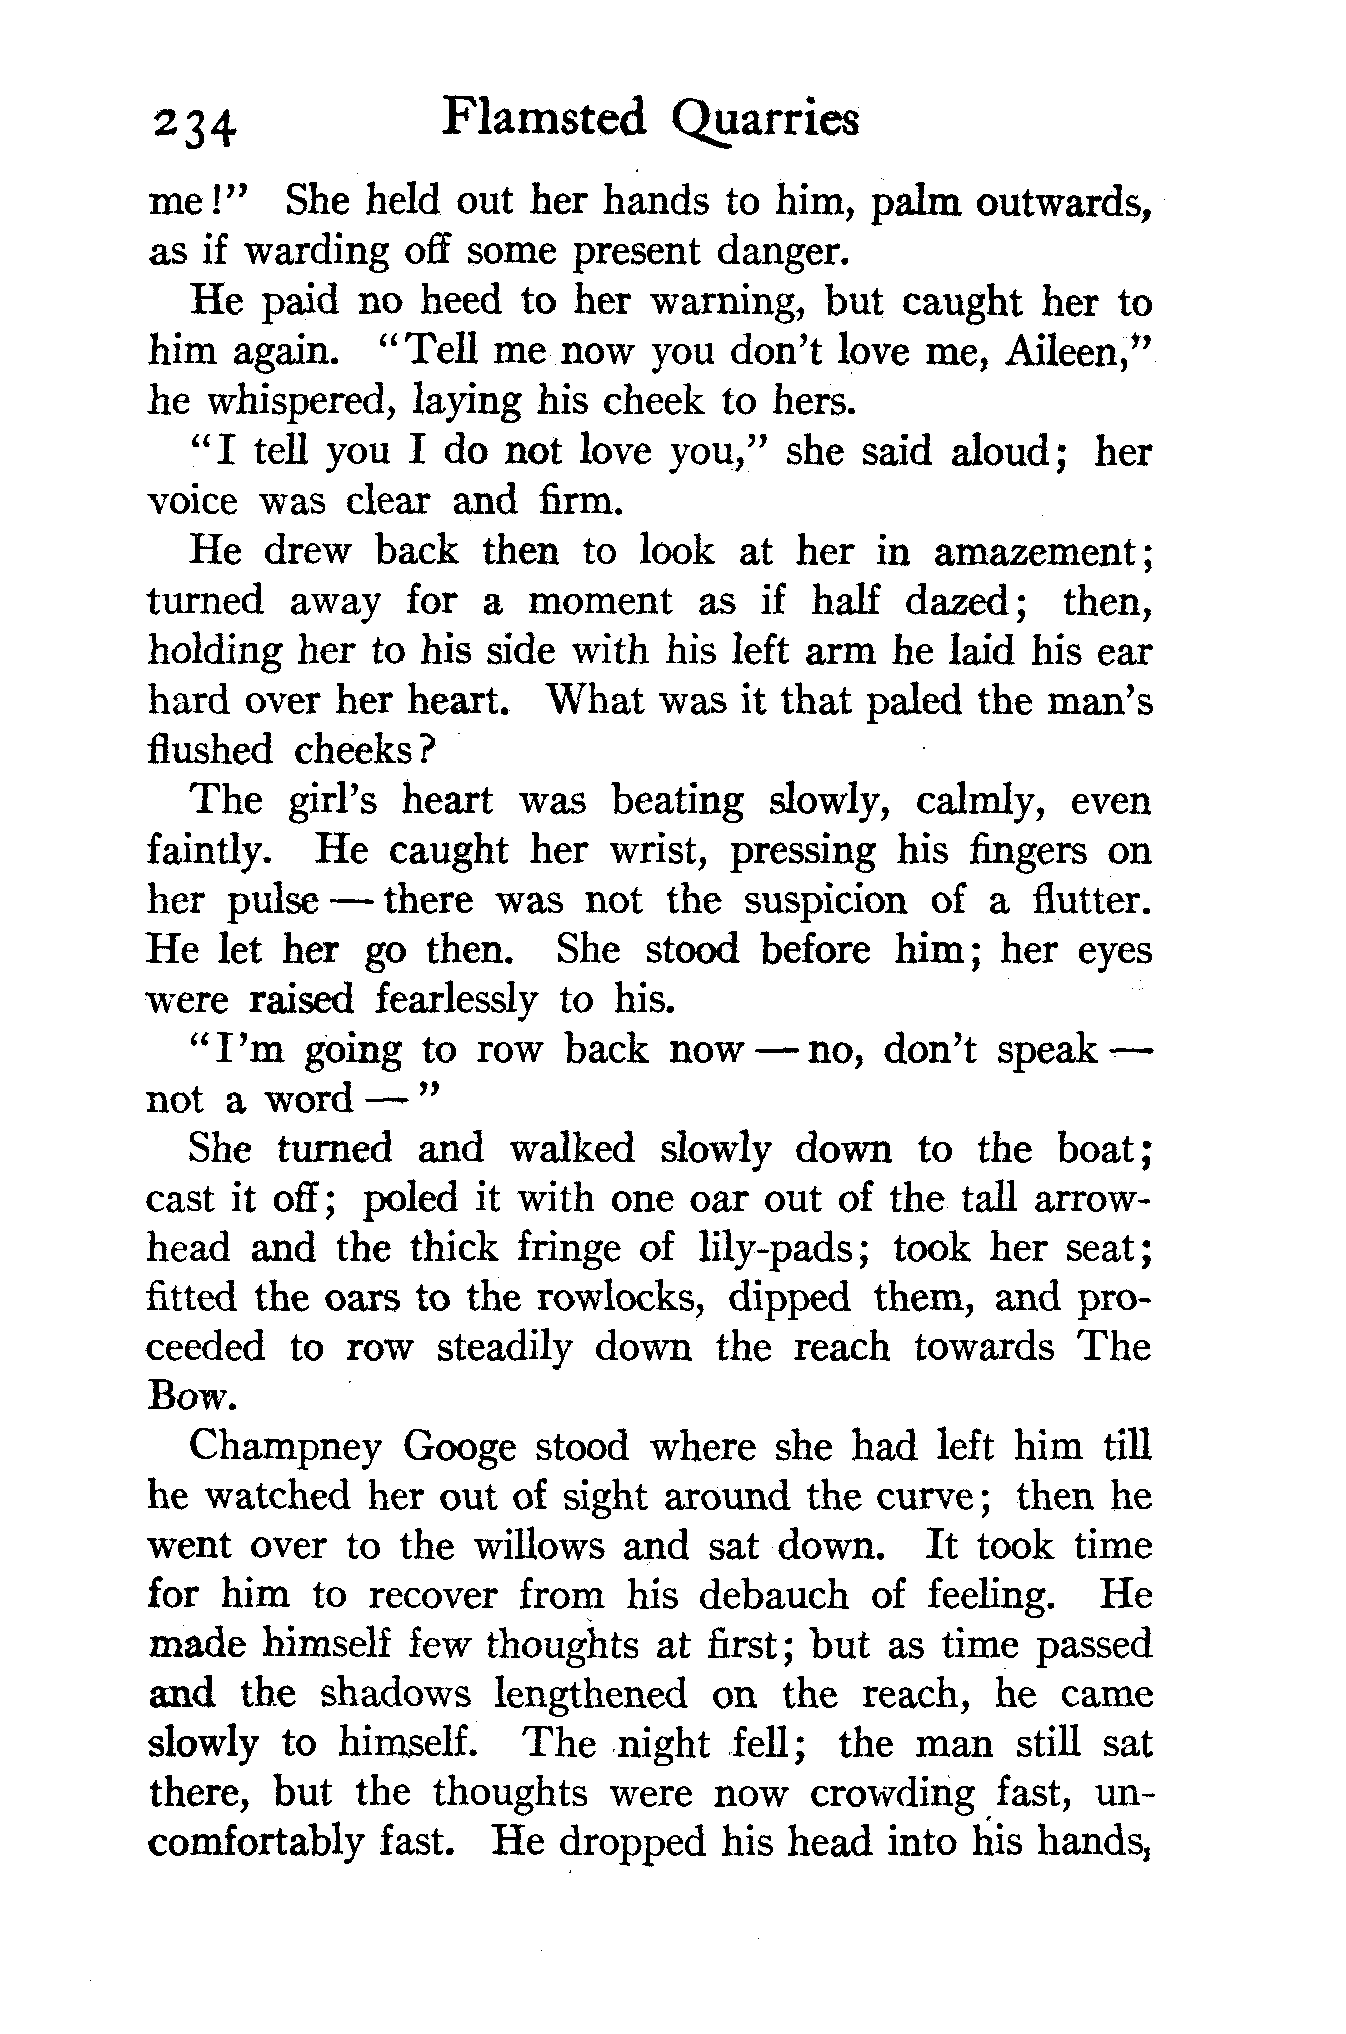 234 Flamsted Quarries
me!” She held out her hands to him, palm outwards,
as if warding off some present danger.
He paid no heed to her warning, but caught her to
him again. “Tell me now you don’t love me, Aileen,”
he whispered, laying his cheek to hers.
“I tell you I do not love you,” she said aloud; her
voice was clear and firm.
He drew back then to look at her in amazement;
turned away for a moment as if half dazed; then,
holding her to his side with his left arm he laid his ear
hard over her heart. What was it that paled the man’s
flushed cheeks?
The girl’s heart was beating slowly, calmly, even
faintly. He caught her wrist, pressing his fingers on
her pulse — there was not the suspicion of a flutter.
He let her go then. She stood before him; her eyes
were raised fearlessly to his.
“I’m going to row back now — no, don’t speak —
not a word — ”
She turned and walked slowly down to the boat;
cast it off; poled it with one oar out of the tall arrow-
head and the thick fringe of lily-pads; took her seat;
fitted the oars to the rowlocks, dipped them, and pro-
ceeded to row steadily down the reach towards The
Bow.
Champney Googe stood where she had left him till
he watched her out of sight around the curve; then he
went over to the willows and sat down. It took time
for him to recover from his debauch of feeling. He
made himself few thoughts at first; but as time passed
and the shadows lengthened on the reach, he came
slowly to himself. The night fell; the man still sat
there, but the thoughts were now crowding fast, un-
comfortably fast. He dropped his head into his hands,